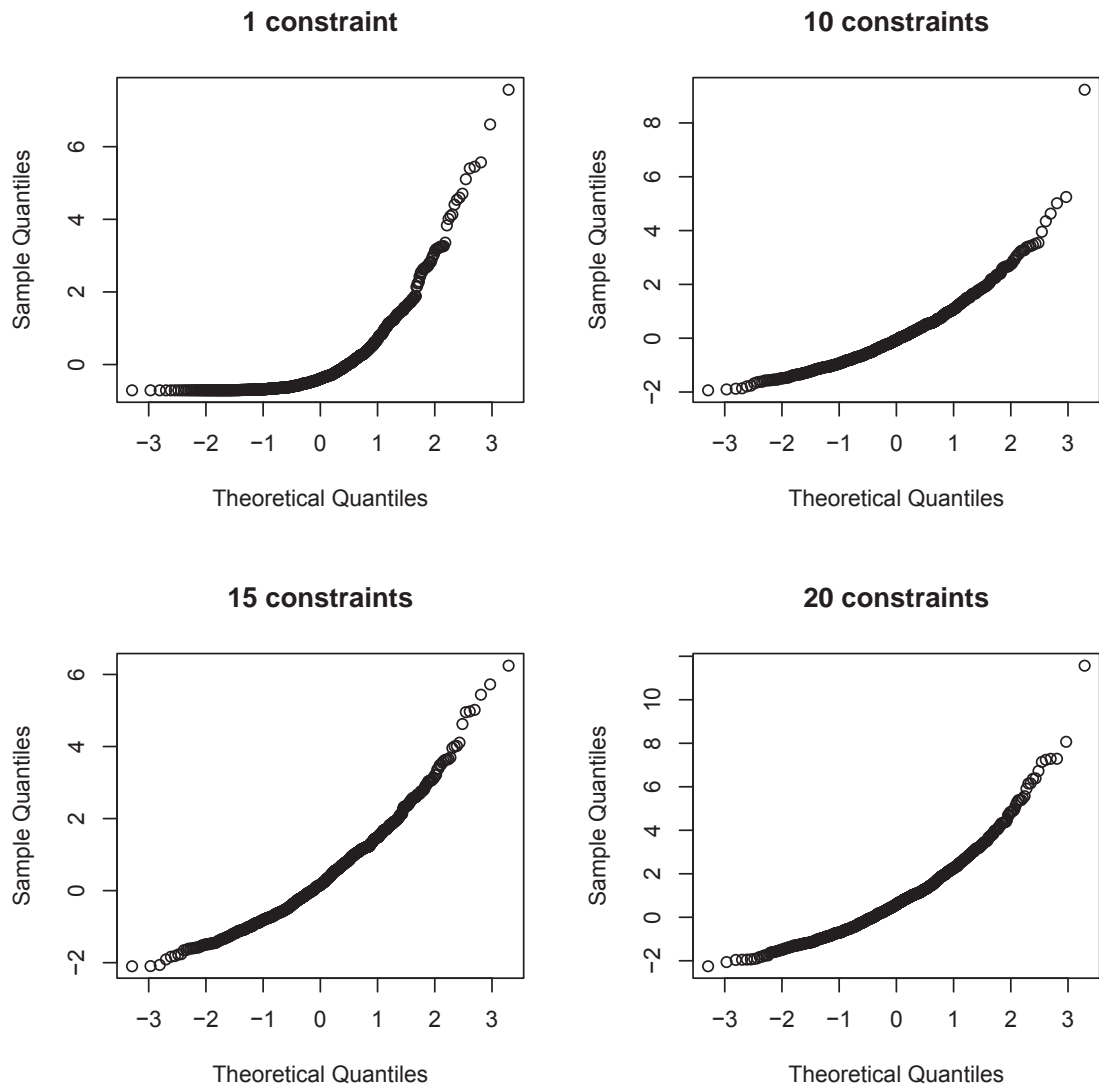 1 constraint
Sample Quantiles
6
4
2
0
−3 −2 −1 0 1 2 3
Theoretical Quantiles
10 constraints
Sample Quantiles
8
6
4
2
0
−2
−3 −2 −1 0 1 2 3
Theoretical Quantiles
15 constraints
Sample Quantiles
6
4
2
0
−2
−3 −2 −1 0 1 2 3
Theoretical Quantiles
20 constraints
Sample Quantiles
10
8
6
4
2
0
−2
−3 −2 −1 0 1 2 3
Theoretical Quantiles